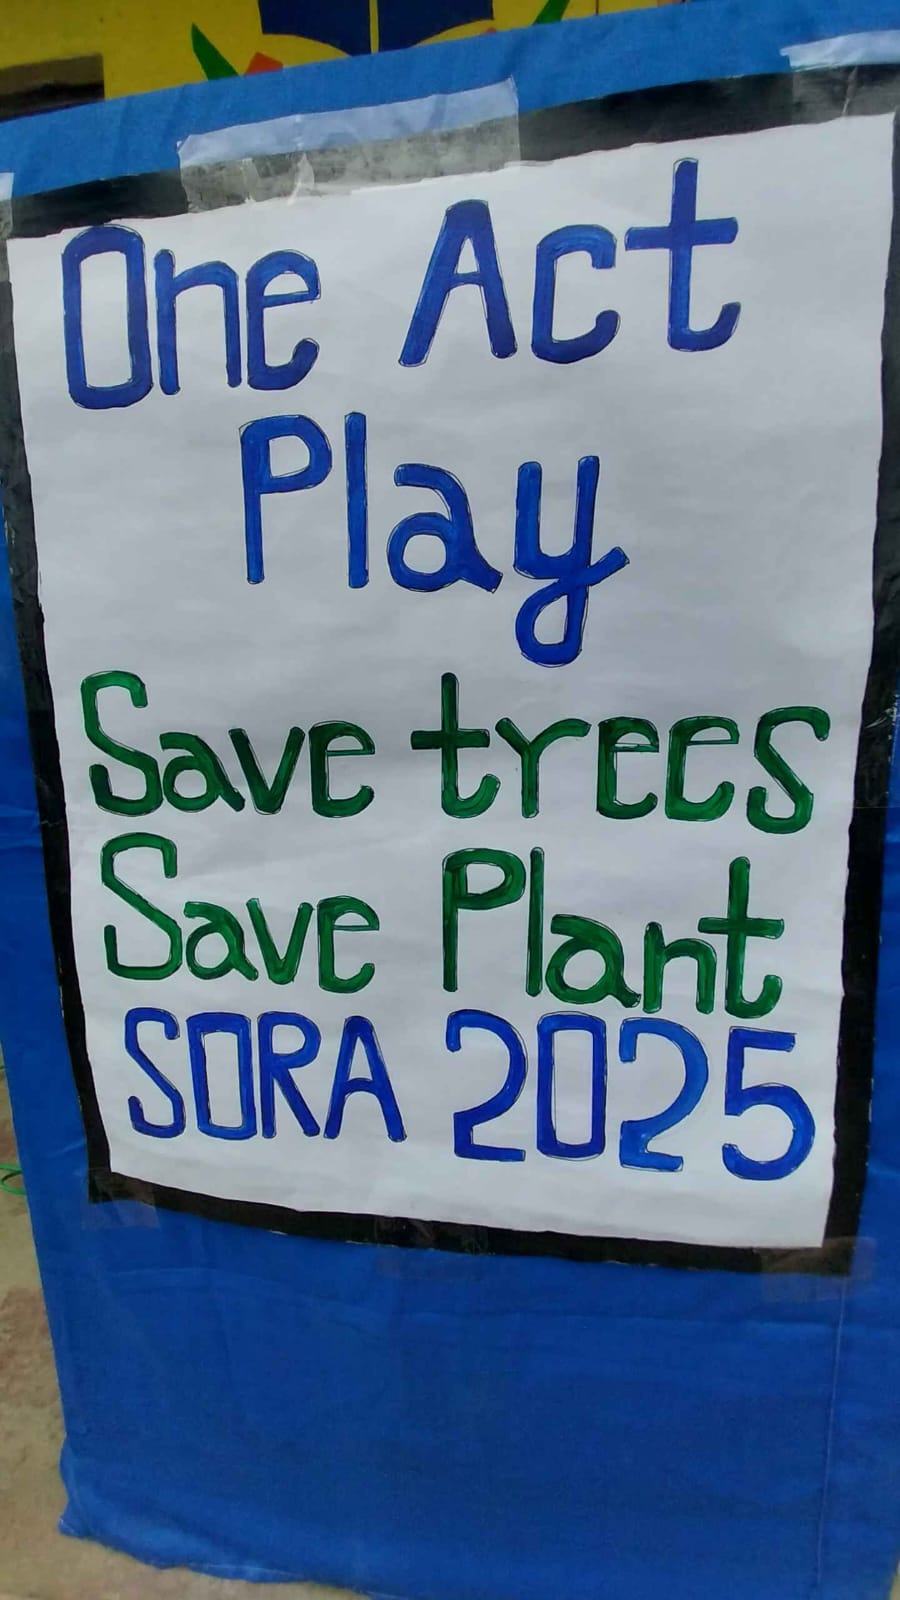 One Act
Play
Save trees
Save Plant
SORA 2025